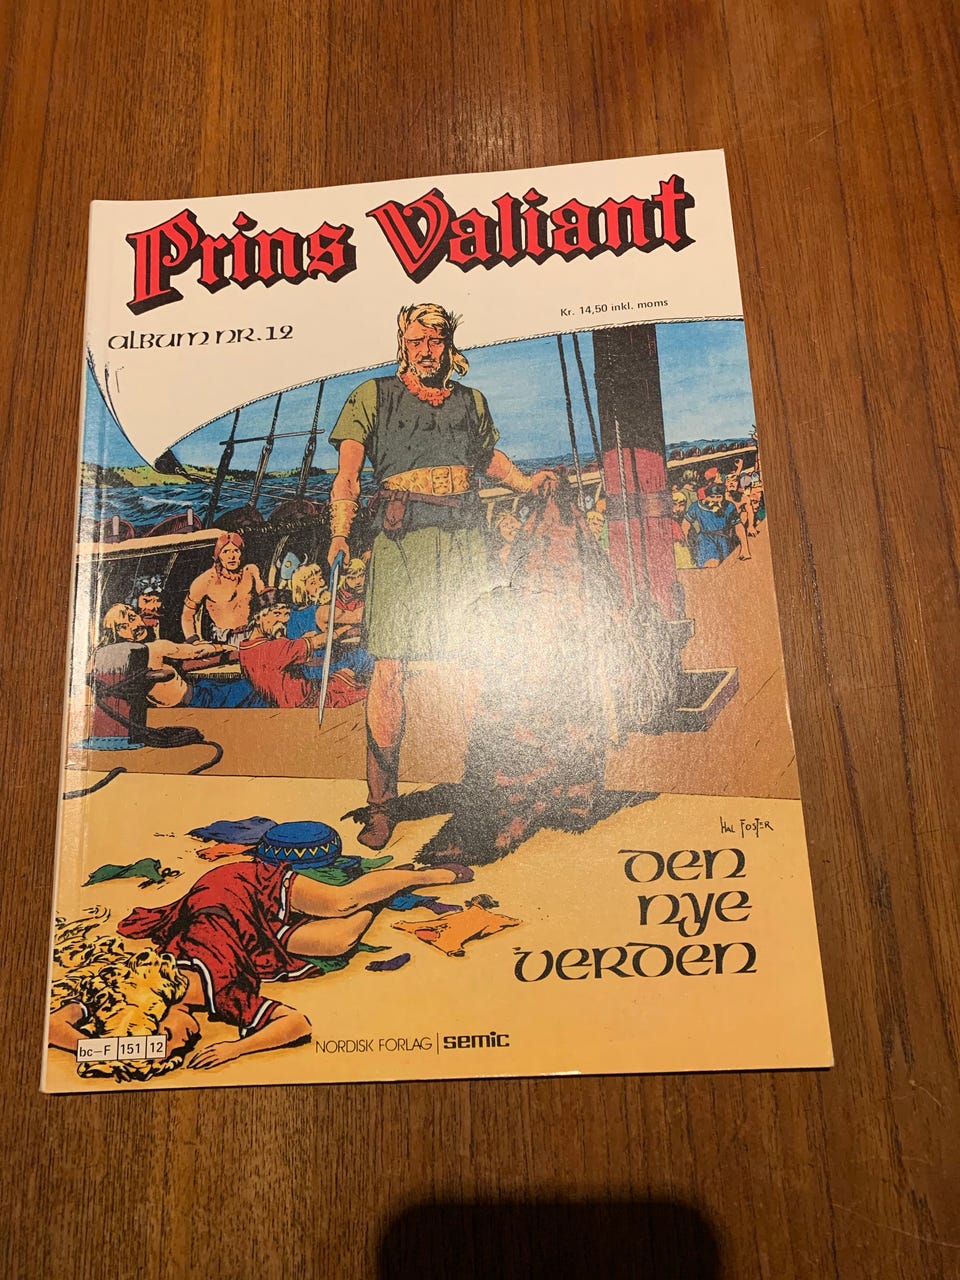 Prins Valiant
Kr. 14,50 inkl. moms
album nr. 12
Hal Foster
den
nye
verden
bc–F 151 12
NORDISK FORLAG | semic